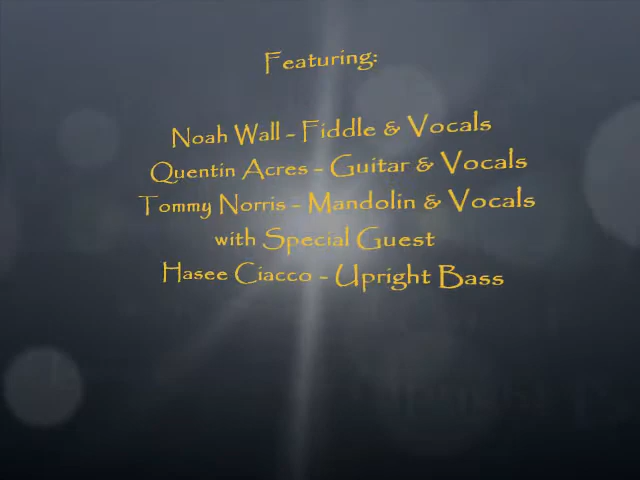 Featuring:
Noah Wall - Fiddle & Vocals
Quentin Acres - Guitar & Vocals
Tommy Norris - Mandolin & Vocals
with Special Guest
Hasee Ciacco - Upright Bass